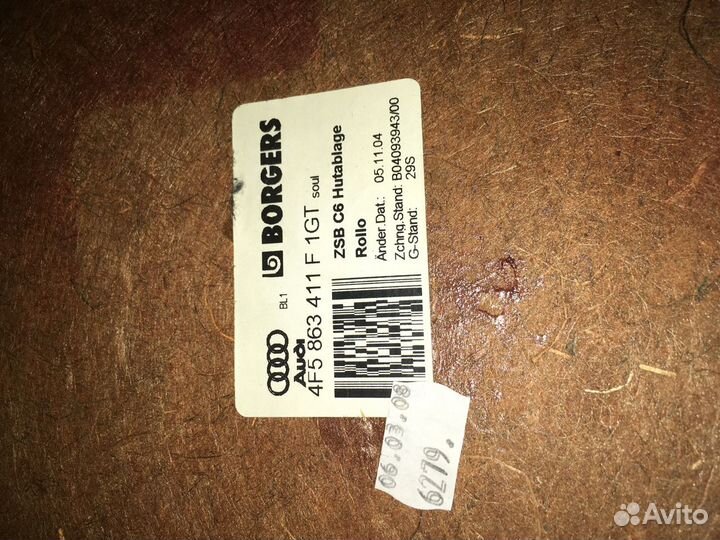 BORGERS
BL1
Audi
4F5 863 411 F 1GT soul
ZSB C6 Hutablage
Rollo
Änder.Dat.: 05.11.04
Zchng.Stand: B04093943/00
G-Stand: 29S
06.03.08
6279.
Avito